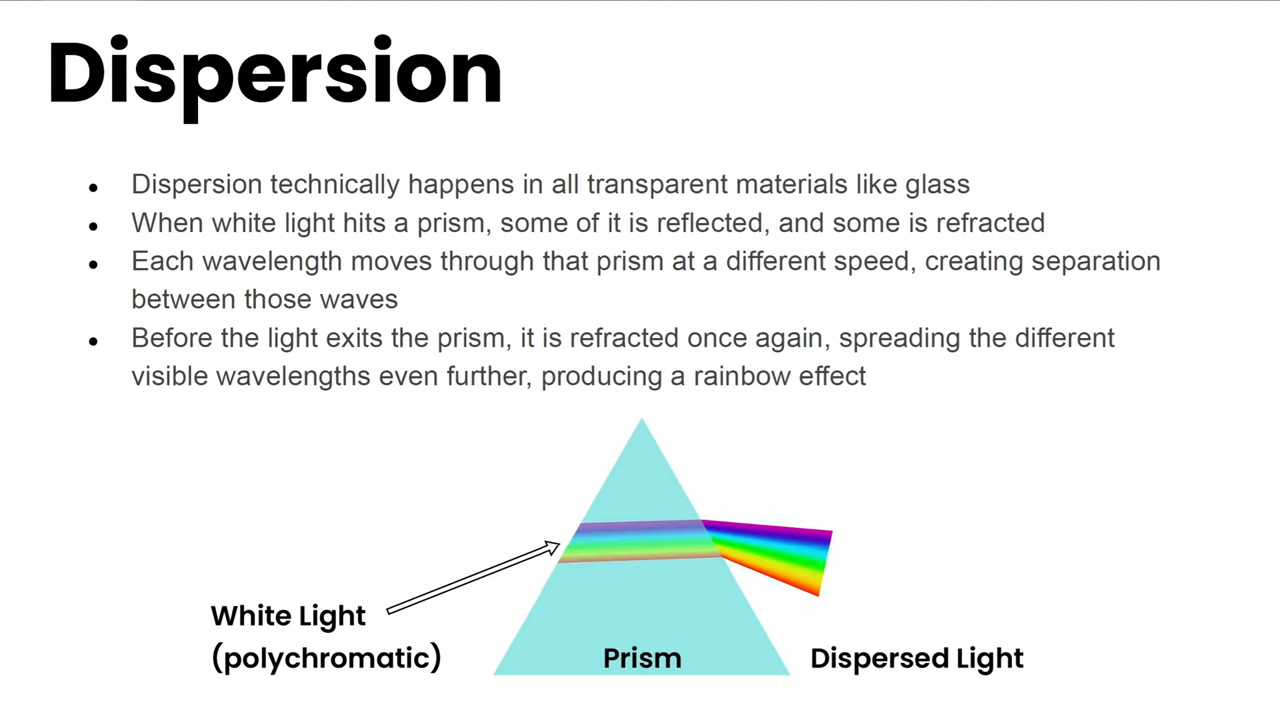 Dispersion
● Dispersion technically happens in all transparent materials like glass
● When white light hits a prism, some of it is reflected, and some is refracted
● Each wavelength moves through that prism at a different speed, creating separation
between those waves
● Before the light exits the prism, it is refracted once again, spreading the different
visible wavelengths even further, producing a rainbow effect
White Light
(polychromatic)
Prism
Dispersed Light